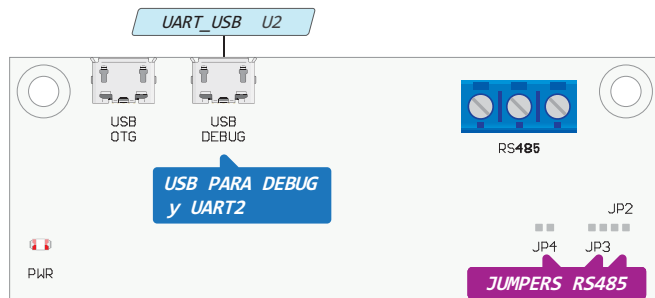 UART_USB U2
USB
OTG
USB
DEBUG
RS485
USB PARA DEBUG
y UART2
JP2
JP4
JP3
PWR
JUMPERS RS485